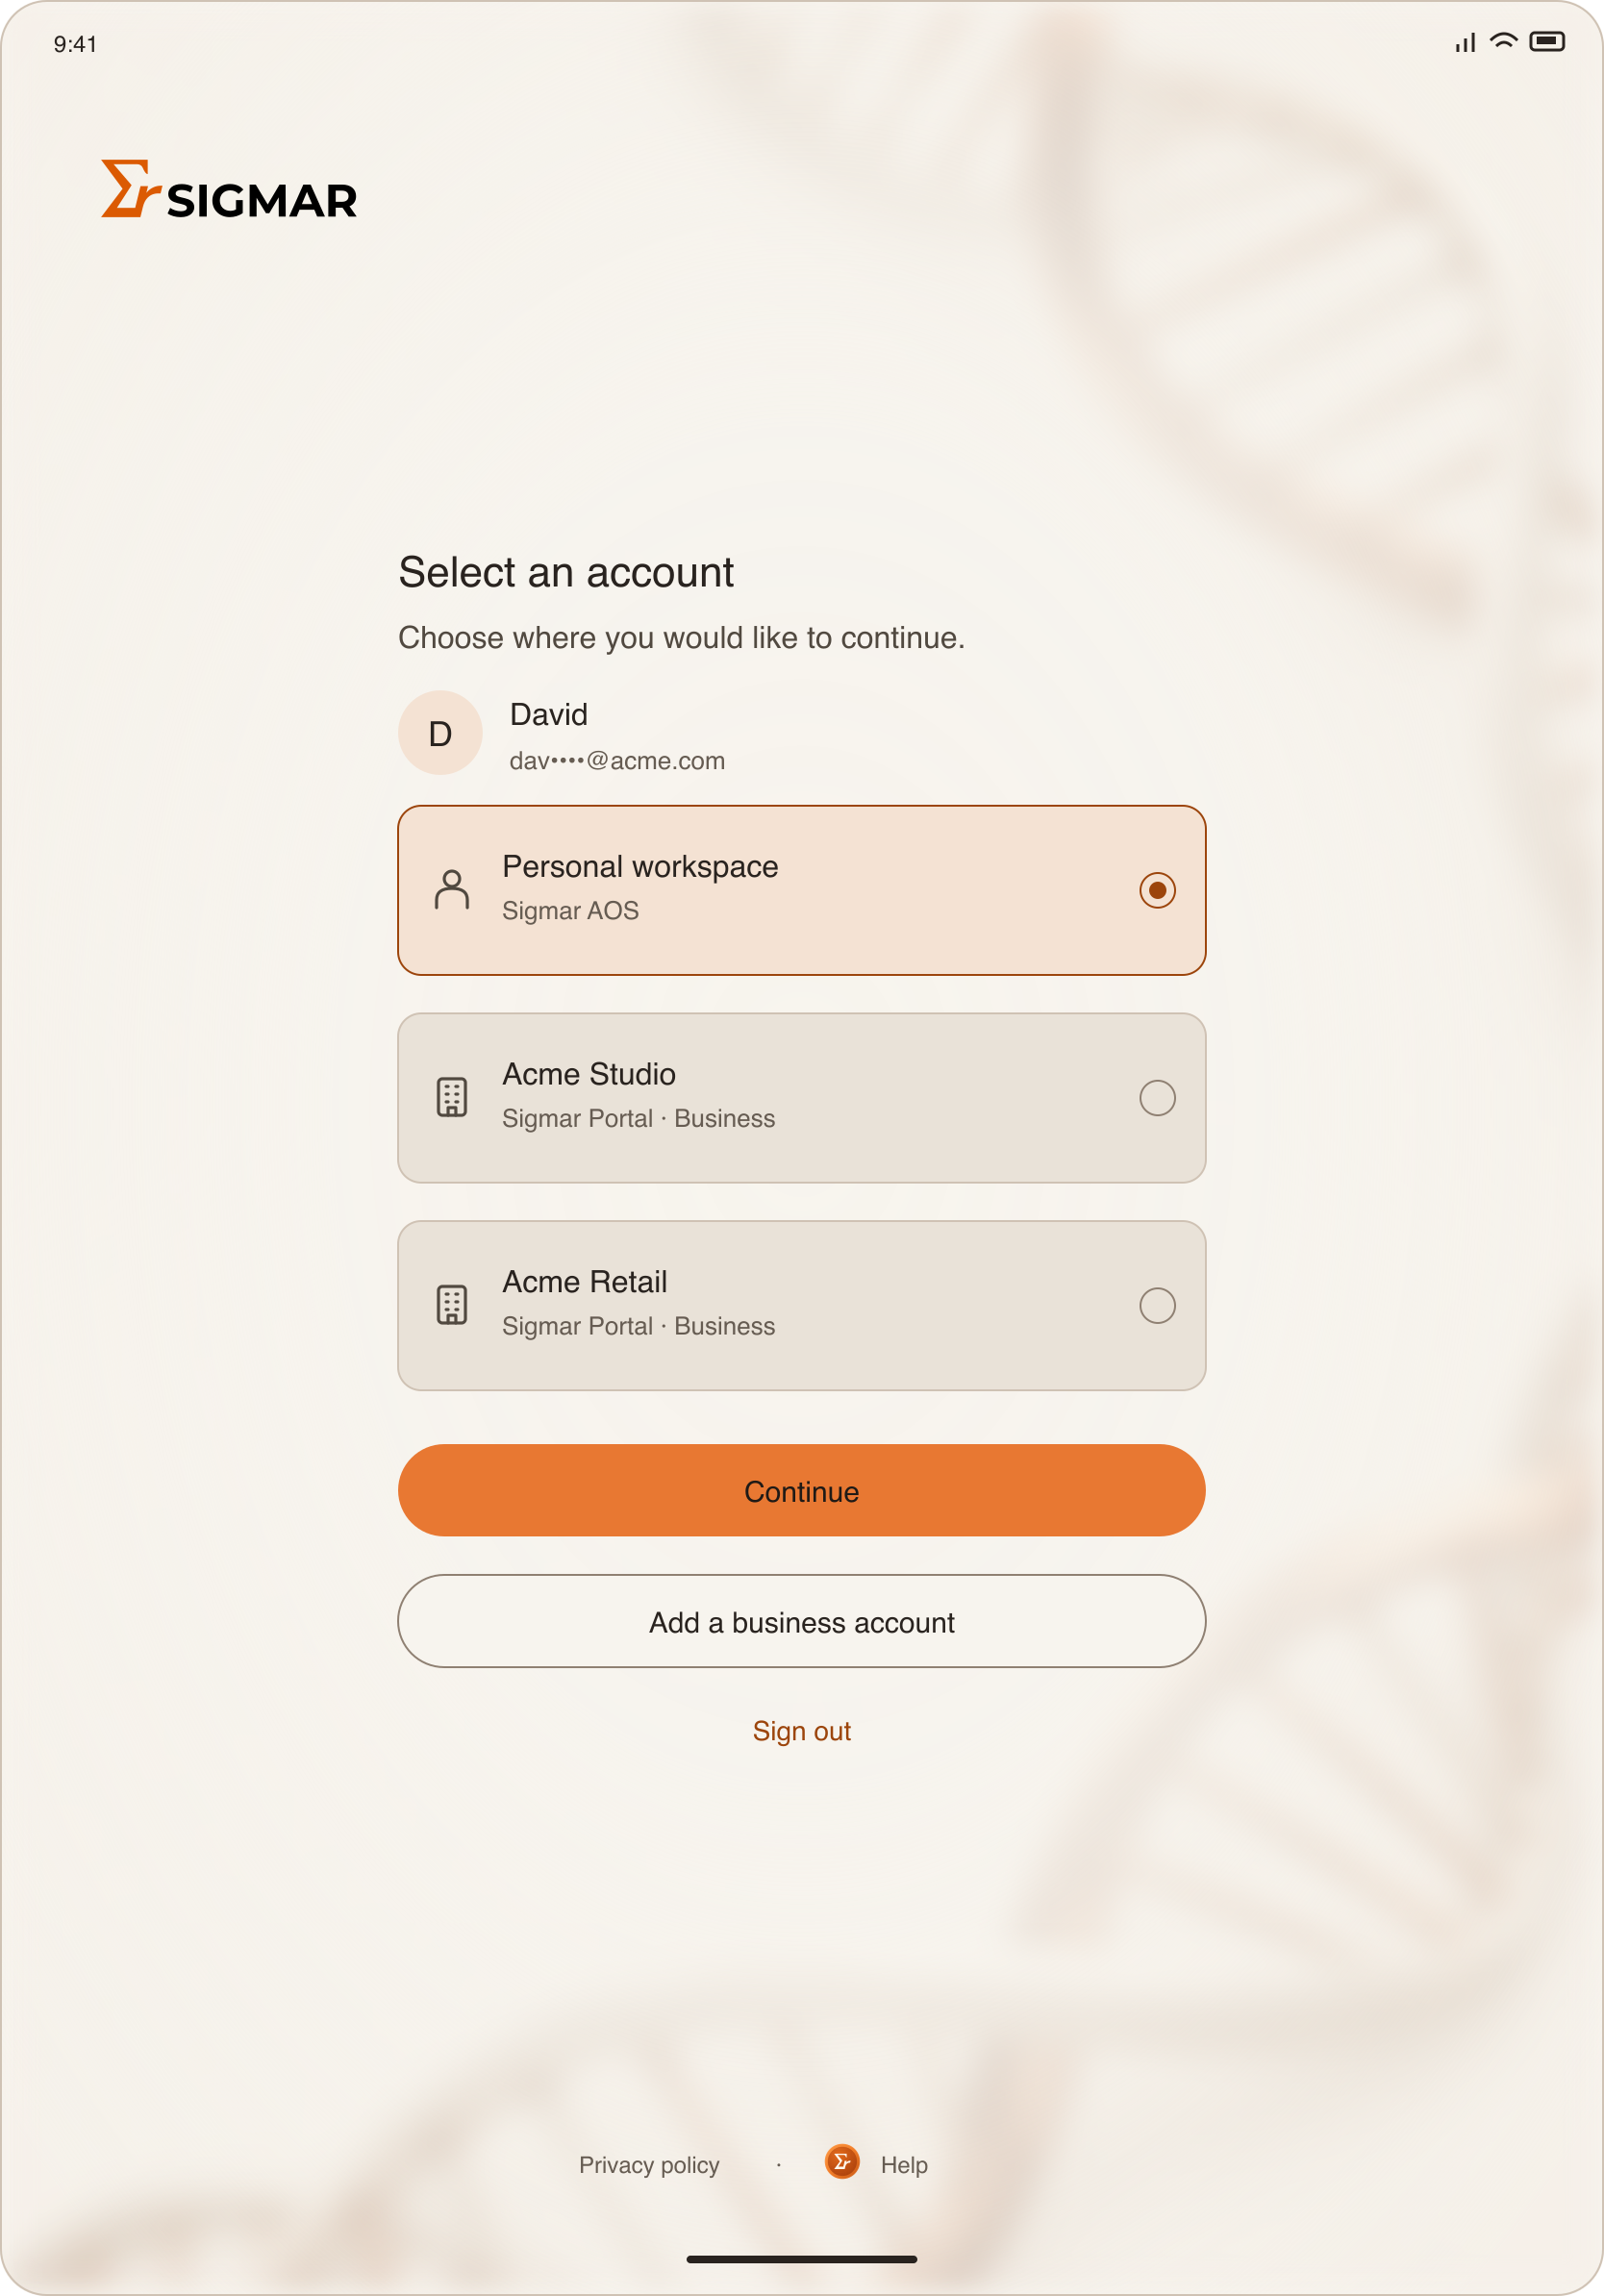 9:41
Σr SIGMAR
Select an account
Choose where you would like to continue.
D
David
dav••••@acme.com
Personal workspace
Sigmar AOS
Acme Studio
Sigmar Portal · Business
Acme Retail
Sigmar Portal · Business
Continue
Add a business account
Sign out
Privacy policy · Σr Help